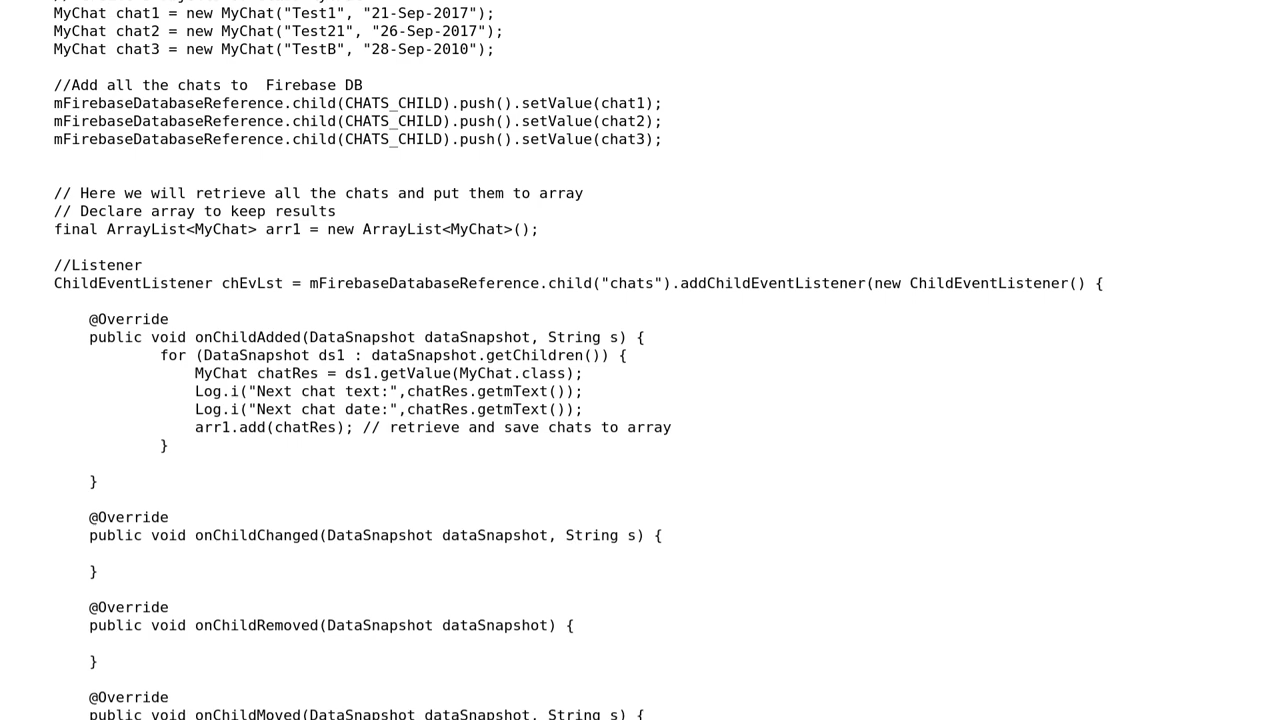 MyChat chat1 = new MyChat("Test1", "21-Sep-2017");
MyChat chat2 = new MyChat("Test21", "26-Sep-2017");
MyChat chat3 = new MyChat("TestB", "28-Sep-2010");
//Add all the chats to  Firebase DB
mFirebaseDatabaseReference.child(CHATS_CHILD).push().setValue(chat1);
mFirebaseDatabaseReference.child(CHATS_CHILD).push().setValue(chat2);
mFirebaseDatabaseReference.child(CHATS_CHILD).push().setValue(chat3);
// Here we will retrieve all the chats and put them to array
// Declare array to keep results
final ArrayList<MyChat> arr1 = new ArrayList<MyChat>();
//Listener
ChildEventListener chEvLst = mFirebaseDatabaseReference.child("chats").addChildEventListener(new ChildEventListener() {
    @Override
    public void onChildAdded(DataSnapshot dataSnapshot, String s) {
            for (DataSnapshot ds1 : dataSnapshot.getChildren()) {
                MyChat chatRes = ds1.getValue(MyChat.class);
                Log.i("Next chat text:",chatRes.getmText());
                Log.i("Next chat date:",chatRes.getmText());
                arr1.add(chatRes); // retrieve and save chats to array
            }
    }
    @Override
    public void onChildChanged(DataSnapshot dataSnapshot, String s) {
    }
    @Override
    public void onChildRemoved(DataSnapshot dataSnapshot) {
    }
    @Override
    public void onChildMoved(DataSnapshot dataSnapshot, String s) {